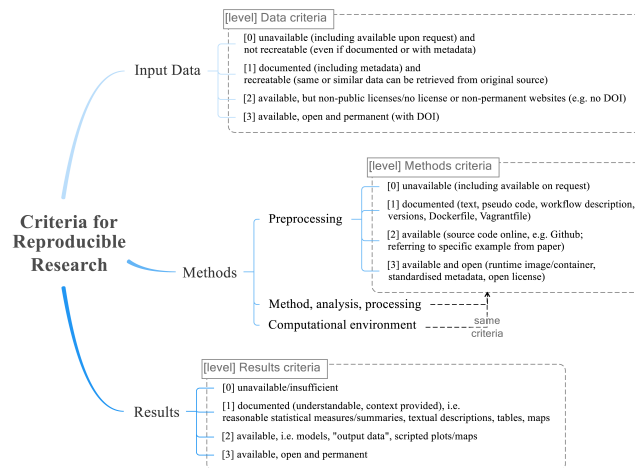 [level] Data criteria
[0] unavailable (including available upon request) and
not recreatable (even if documented or with metadata)
[1] documented (including metadata) and
recreatable (same or similar data can be retrieved from original source)
Input Data
[2] available, but non-public licenses/no license or non-permanent websites (e.g. no DOI)
[3] available, open and permanent (with DOI)
[level] Methods criteria
[0] unavailable (including available on request)
[1] documented (text, pseudo code, workflow description,
versions, Dockerfile, Vagrantfile)
Preprocessing
[2] available (source code online, e.g. Github;
referring to specific example from paper)
[3] available and open (runtime image/container,
standardised metadata, open license)
Criteria for
Reproducible
Research
Methods
Method, analysis, processing
Computational environment
same
criteria
[level] Results criteria
[0] unavailable/insufficient
[1] documented (understandable, context provided), i.e.
reasonable statistical measures/summaries, textual descriptions, tables, maps
Results
[2] available, i.e. models, "output data", scripted plots/maps
[3] available, open and permanent